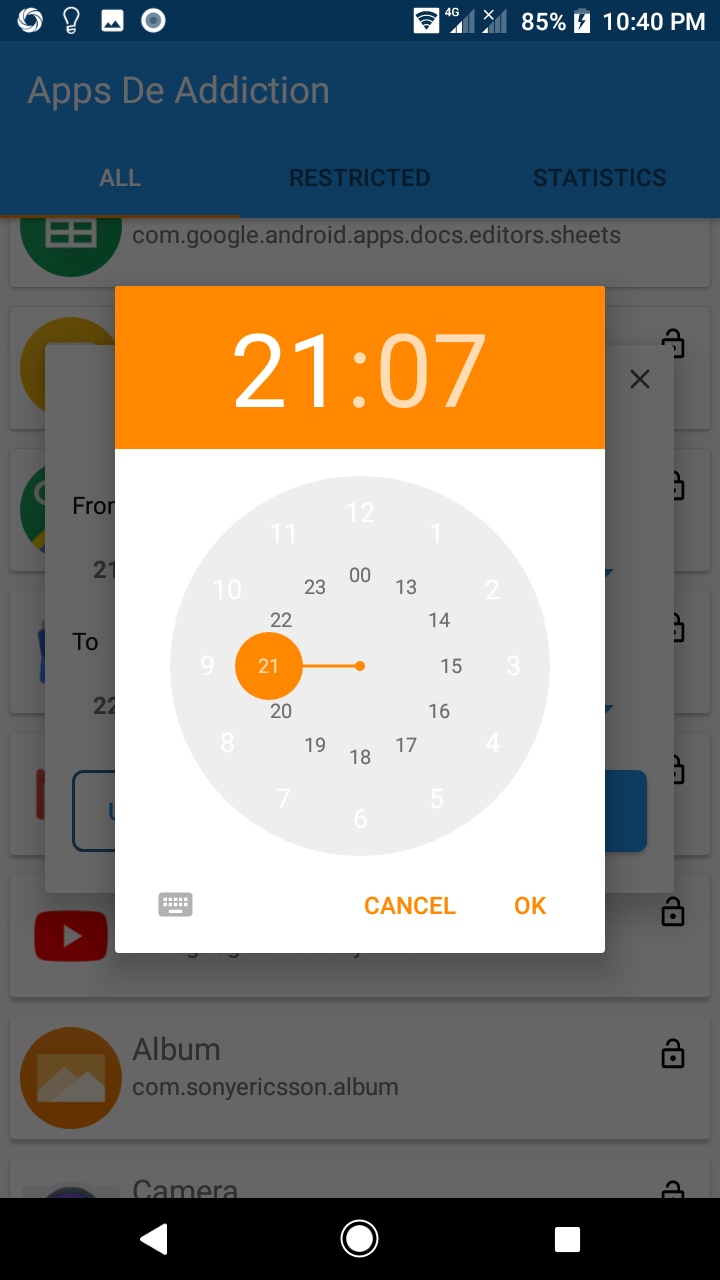 4G 85% 10:40 PM
Apps De Addiction
ALL RESTRICTED STATISTICS
com.google.android.apps.docs.editors.sheets
21:07
12
11 1
00
23 13
10 2
22 14
9 21 15 3
20 16
8 4
19 17
18
7 5
6
To
21
22
CANCEL OK
Album
com.sonyericsson.album
Camera